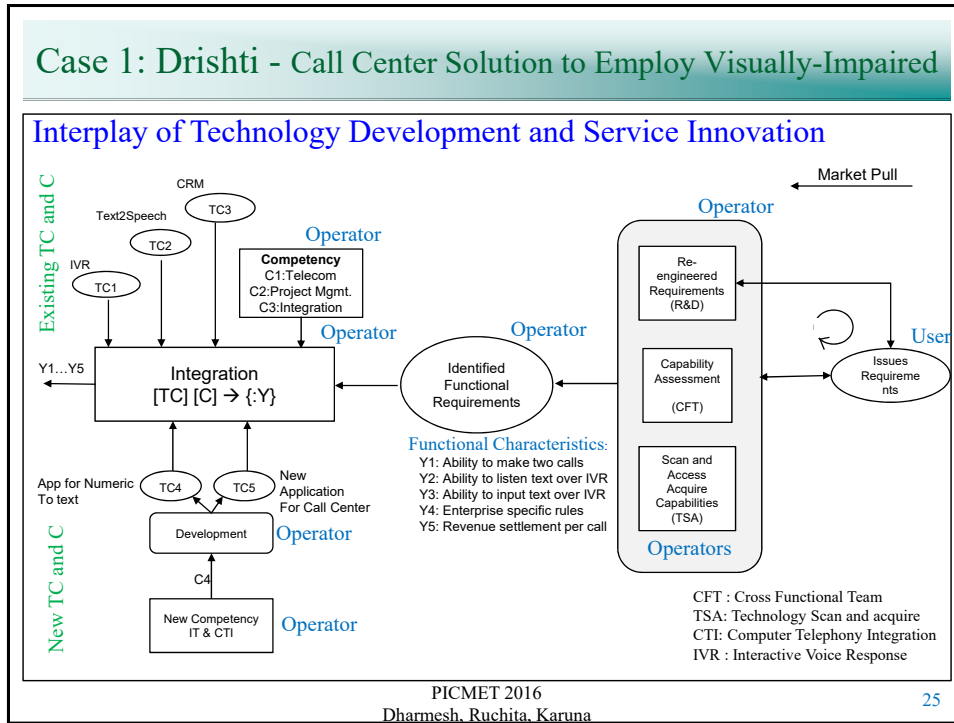 Case 1: Drishti - Call Center Solution to Employ Visually-Impaired
Interplay of Technology Development and Service Innovation
Existing TC and C
New TC and C
Market Pull
CRM
TC3
Text2Speech
TC2
IVR
TC1
Operator
Competency
C1:Telecom
C2:Project Mgmt.
C3:Integration
Operator
Y1...Y5
Integration
[TC] [C] → {:Y}
Operator
Identified
Functional
Requirements
Functional Characteristics:
Y1: Ability to make two calls
Y2: Ability to listen text over IVR
Y3: Ability to input text over IVR
Y4: Enterprise specific rules
Y5: Revenue settlement per call
Operator
Re-
engineered
Requirements
(R&D)
Capability
Assessment
(CFT)
Scan and
Access
Acquire
Capabilities
(TSA)
Operators
User
Issues
Requireme
nts
App for Numeric
To text
TC4
TC5
New
Application
For Call Center
Development
Operator
C4
New Competency
IT & CTI
Operator
CFT : Cross Functional Team
TSA: Technology Scan and acquire
CTI: Computer Telephony Integration
IVR : Interactive Voice Response
PICMET 2016
Dharmesh, Ruchita, Karuna
25